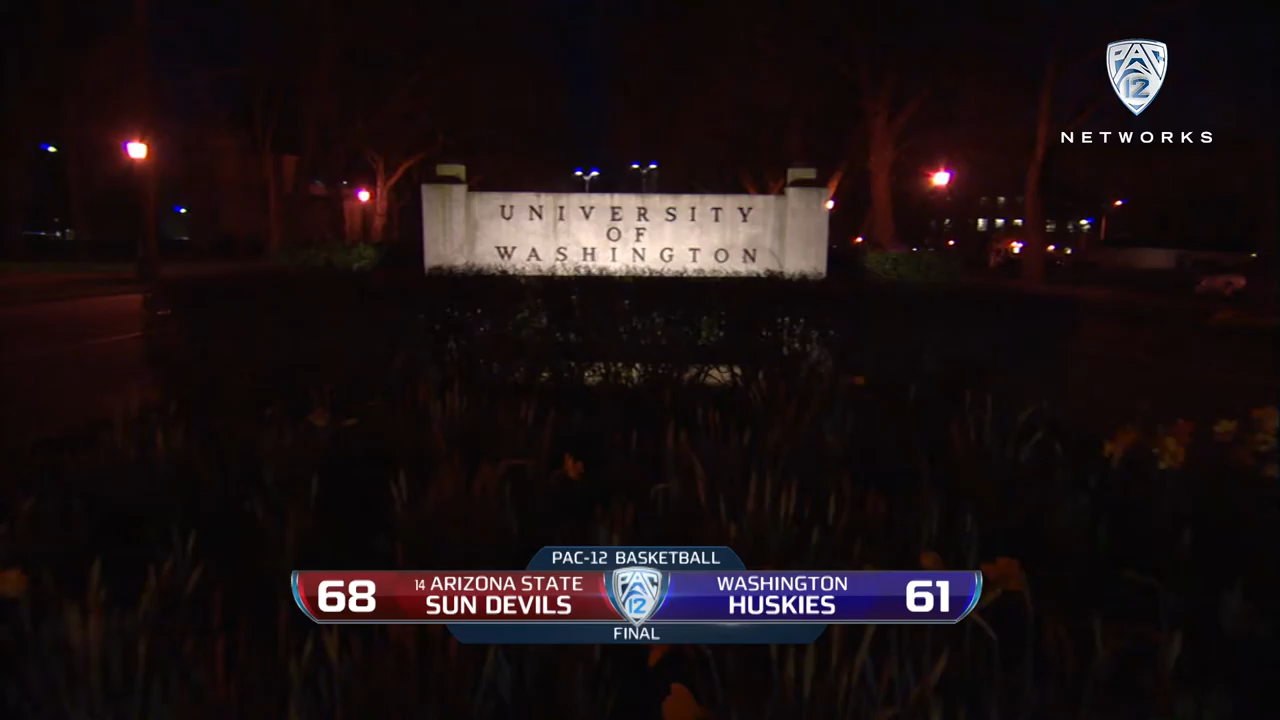 PAC
12
NETWORKS
UNIVERSITY
OF
WASHINGTON
PAC-12 BASKETBALL
68 14 ARIZONA STATE SUN DEVILS PAC 12 WASHINGTON HUSKIES 61
FINAL